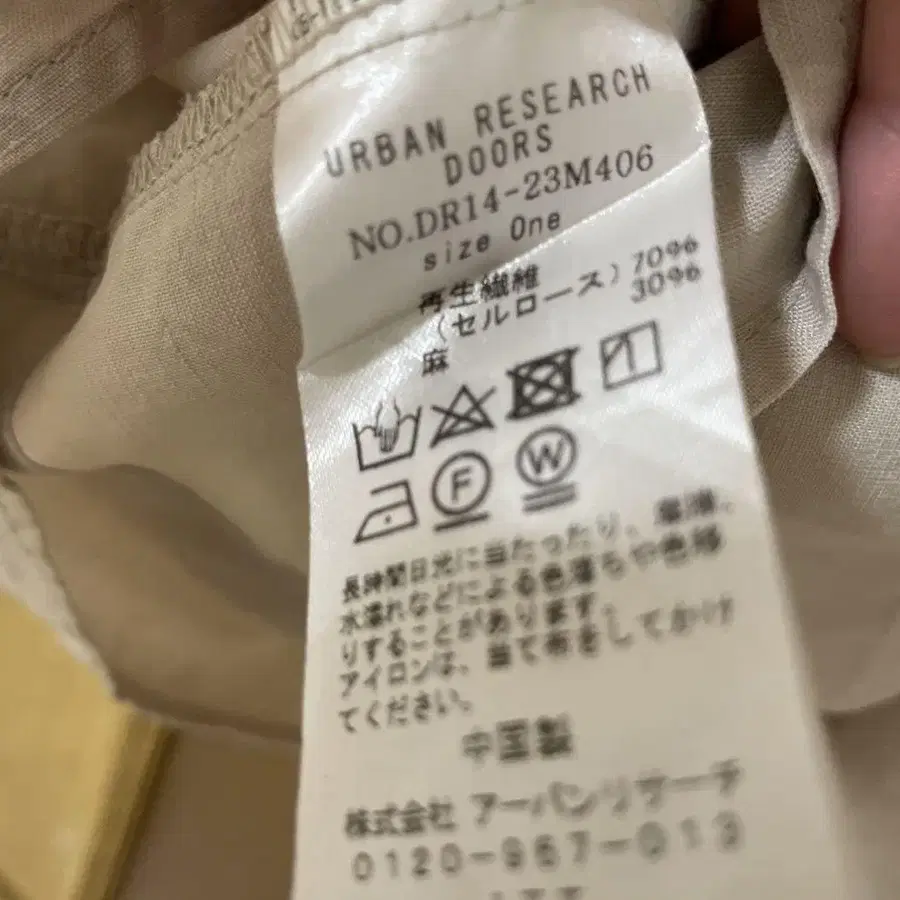 URBAN RESEARCH
DOORS
NO.DR14-23M406
size One
再生繊維
(セルロース) 70%
麻 30%
F W
長時間日光に当たったり、摩擦、
水濡れなどによる色落ちや色移
りすることがあります。
アイロンは、当て布をしてかけ
てください。
中国製
株式会社 アーバンリサーチ
0120-967-013